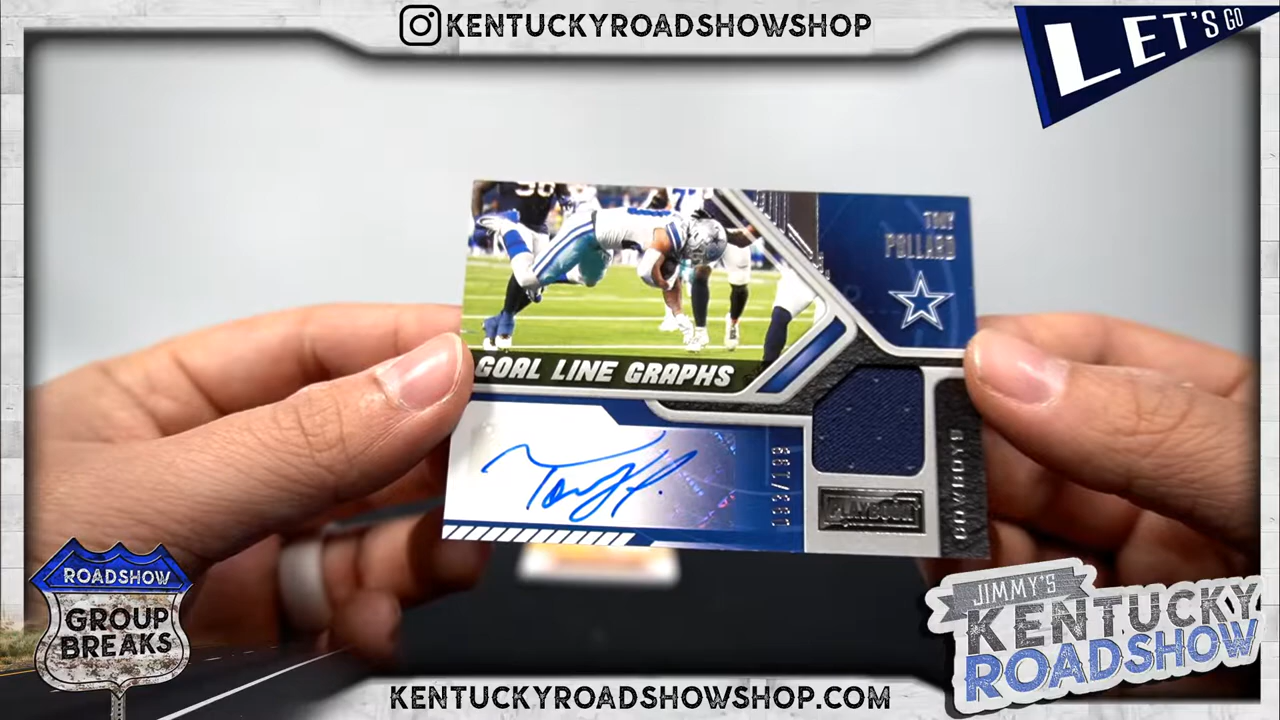 KENTUCKYROADSHOWSHOP
LET'S GO
TONY
POLLARD
GOAL LINE GRAPHS
PLAYBOOK
COWBOYS
ROADSHOW
GROUP
BREAKS
JIMMY'S
KENTUCKY
ROADSHOW
KENTUCKYROADSHOWSHOP.COM